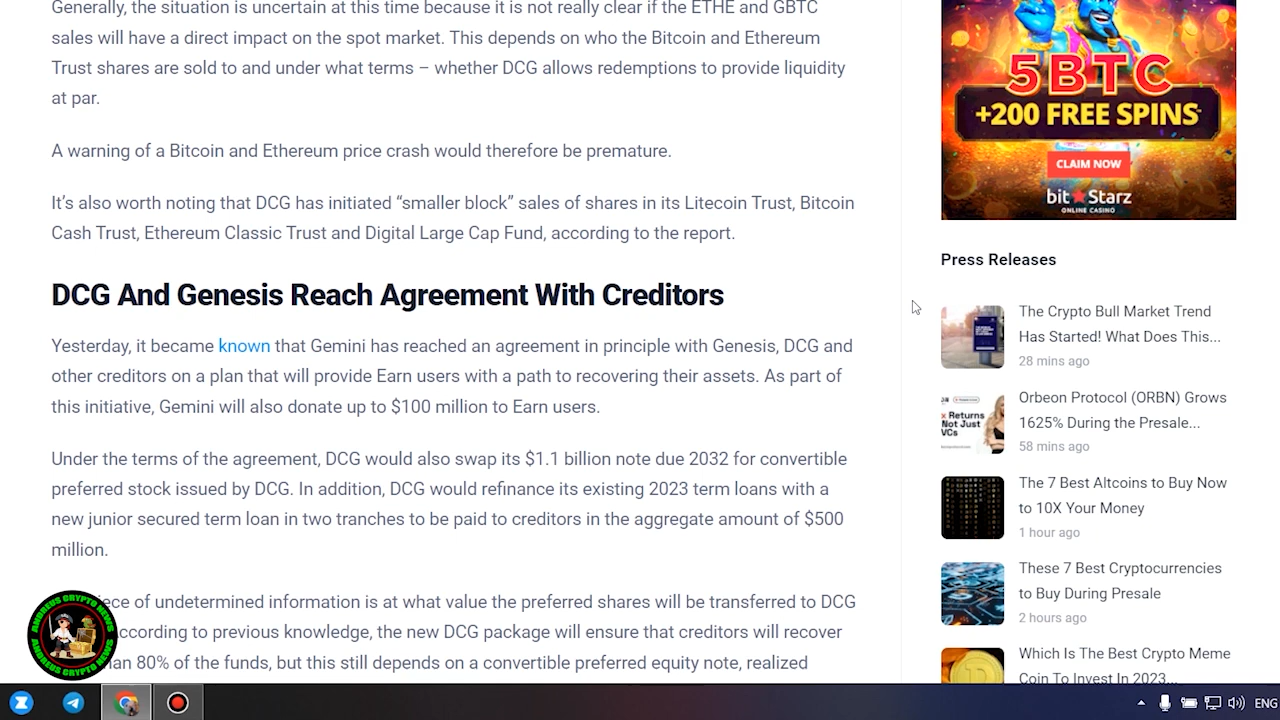 Generally, the situation is uncertain at this time because it is not really clear if the ETHE and GBTC
sales will have a direct impact on the spot market. This depends on who the Bitcoin and Ethereum
Trust shares are sold to and under what terms – whether DCG allows redemptions to provide liquidity
at par.
A warning of a Bitcoin and Ethereum price crash would therefore be premature.
It's also worth noting that DCG has initiated “smaller block” sales of shares in its Litecoin Trust, Bitcoin
Cash Trust, Ethereum Classic Trust and Digital Large Cap Fund, according to the report.
DCG And Genesis Reach Agreement With Creditors
Yesterday, it became known that Gemini has reached an agreement in principle with Genesis, DCG and
other creditors on a plan that will provide Earn users with a path to recovering their assets. As part of
this initiative, Gemini will also donate up to $100 million to Earn users.
Under the terms of the agreement, DCG would also swap its $1.1 billion note due 2032 for convertible
preferred stock issued by DCG. In addition, DCG would refinance its existing 2023 term loans with a
new junior secured term loan in two tranches to be paid to creditors in the aggregate amount of $500
million.
iece of undetermined information is at what value the preferred shares will be transferred to DCG
ccording to previous knowledge, the new DCG package will ensure that creditors will recover
an 80% of the funds, but this still depends on a convertible preferred equity note, realized
ANDREUS CRYPTO NEWS
ANDREUS CRYPTO NEWS
5BTC
+200 FREE SPINS
CLAIM NOW
bitStarz
ONLINE CASINO
Press Releases
The Crypto Bull Market Trend
Has Started! What Does This...
28 mins ago
Returns
Not Just
VCs
Orbeon Protocol (ORBN) Grows
1625% During the Presale...
58 mins ago
The 7 Best Altcoins to Buy Now
to 10X Your Money
1 hour ago
These 7 Best Cryptocurrencies
to Buy During Presale
2 hours ago
Which Is The Best Crypto Meme
Coin To Invest In 2023...
ENG